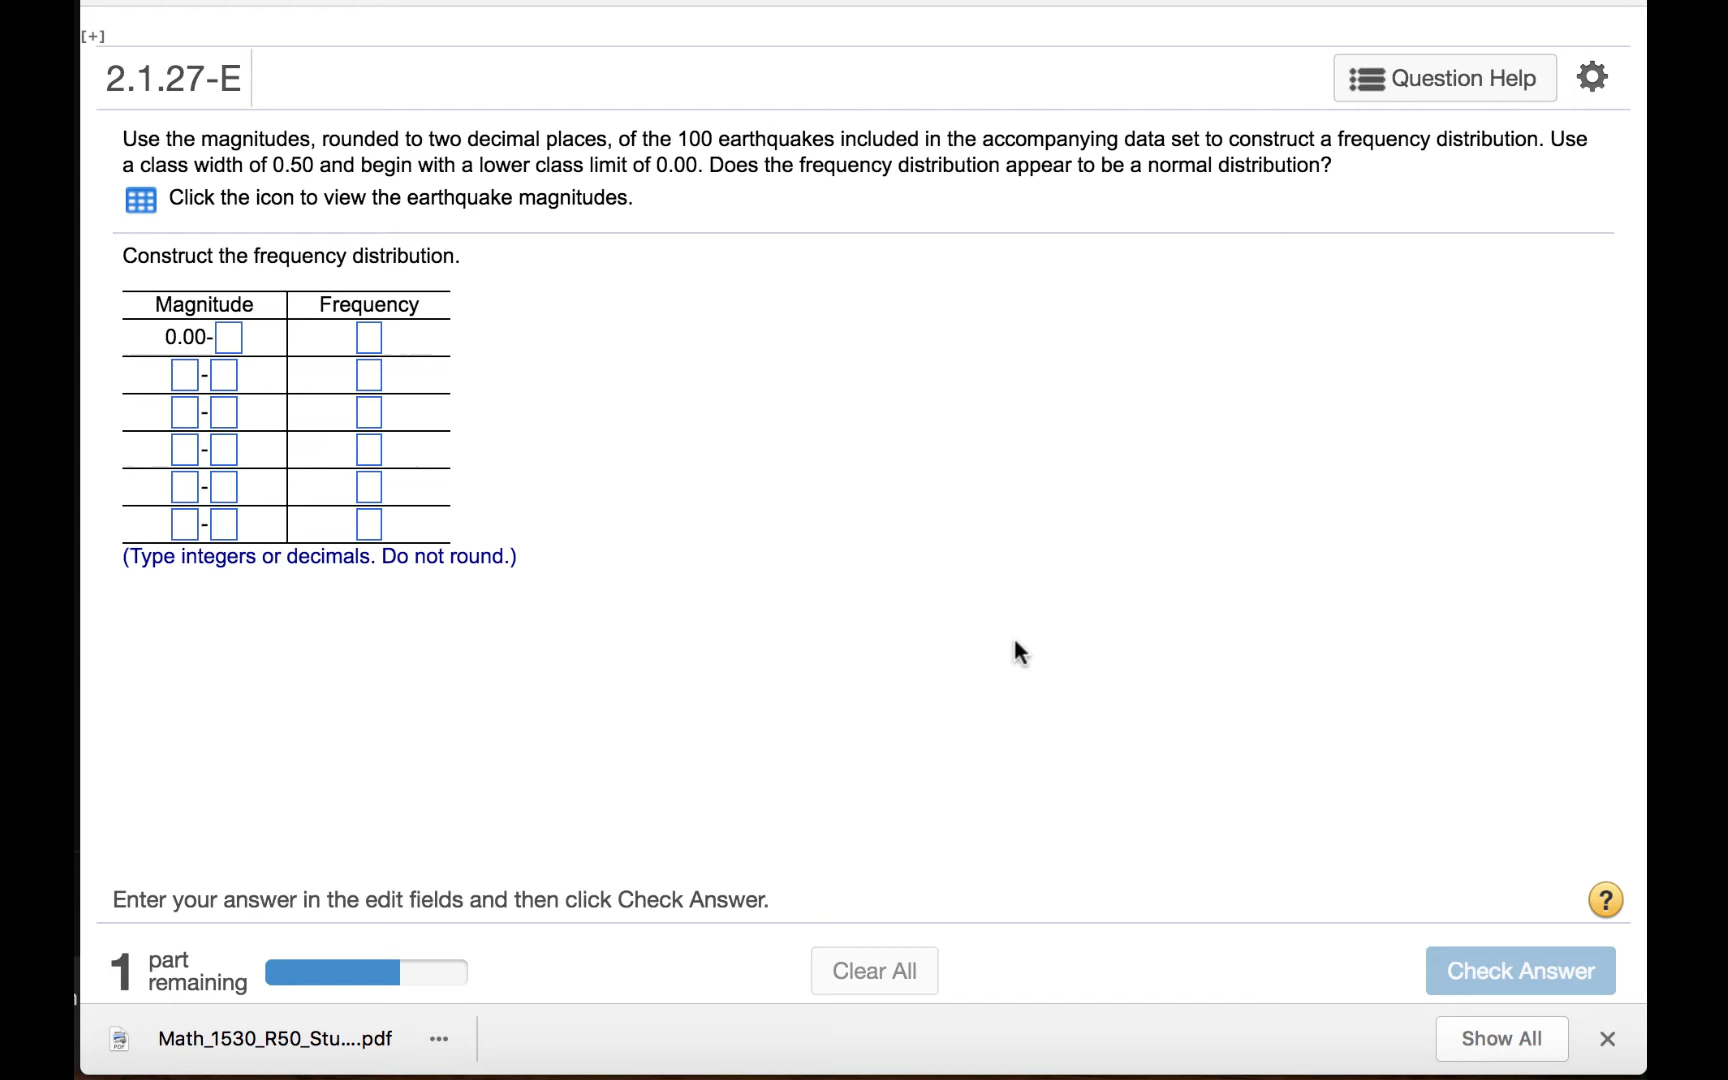 [+]
2.1.27-E
Question Help
Use the magnitudes, rounded to two decimal places, of the 100 earthquakes included in the accompanying data set to construct a frequency distribution. Use
a class width of 0.50 and begin with a lower class limit of 0.00. Does the frequency distribution appear to be a normal distribution?
Click the icon to view the earthquake magnitudes.
Construct the frequency distribution.
Magnitude Frequency
0.00-
-
-
-
-
-
(Type integers or decimals. Do not round.)
Enter your answer in the edit fields and then click Check Answer.
?
1 part
remaining
Clear All
Check Answer
Math_1530_R50_Stu....pdf
Show All